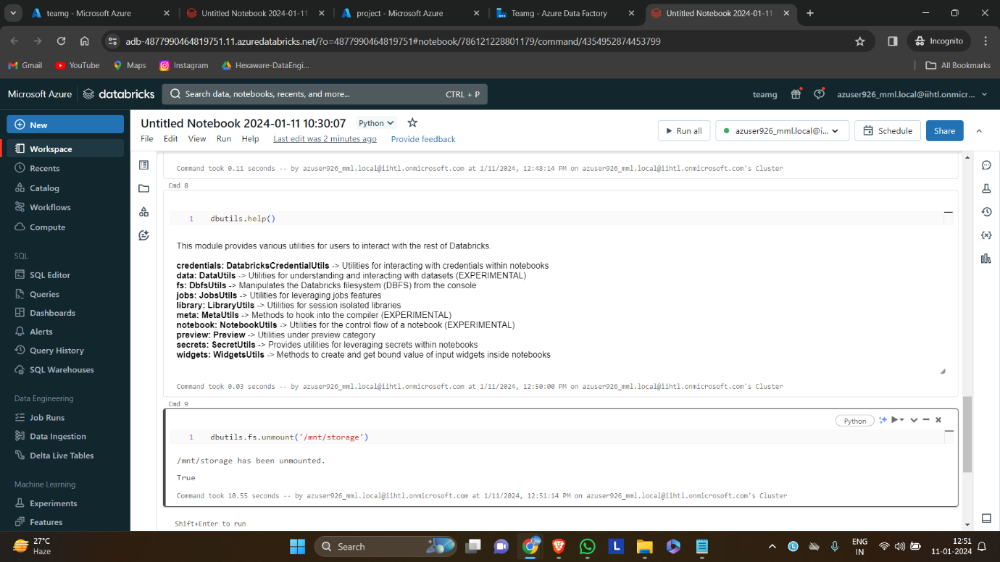 teamg - Microsoft Azure
Untitled Notebook 2024-01-11
project - Microsoft Azure
Teamg - Azure Data Factory
Untitled Notebook 2024-01-11
adb-4877990464819751.11.azuredatabricks.net/?o=4877990464819751#notebook/786121228801179/command/4354952874453799
Incognito
Gmail
YouTube
Maps
Instagram
Hexaware-DataEngi...
All Bookmarks
Microsoft Azure
databricks
Search data, notebooks, recents, and more...
CTRL + P
teamg
azuser926_mml.local@iihtl.onmicr...
New
Workspace
Recents
Catalog
Workflows
Compute
SQL
SQL Editor
Queries
Dashboards
Alerts
Query History
SQL Warehouses
Data Engineering
Job Runs
Data Ingestion
Delta Live Tables
Machine Learning
Experiments
Features
Untitled Notebook 2024-01-11 10:30:07
Python
File Edit View Run Help Last edit was 2 minutes ago Provide feedback
Run all
azuser926_mml.local@i...
Schedule
Share
Command took 0.11 seconds -- by azuser926_mml.local@iihtl.onmicrosoft.com at 1/11/2024, 12:48:14 PM on azuser926_mml.local@iihtl.onmicrosoft.com's Cluster
Cmd 8
1 dbutils.help()
This module provides various utilities for users to interact with the rest of Databricks.
credentials: DatabricksCredentialUtils -> Utilities for interacting with credentials within notebooks
data: DataUtils -> Utilities for understanding and interacting with datasets (EXPERIMENTAL)
fs: DbfsUtils -> Manipulates the Databricks filesystem (DBFS) from the console
jobs: JobsUtils -> Utilities for leveraging jobs features
library: LibraryUtils -> Utilities for session isolated libraries
meta: MetaUtils -> Methods to hook into the compiler (EXPERIMENTAL)
notebook: NotebookUtils -> Utilities for the control flow of a notebook (EXPERIMENTAL)
preview: Preview -> Utilities under preview category
secrets: SecretUtils -> Provides utilities for leveraging secrets within notebooks
widgets: WidgetsUtils -> Methods to create and get bound value of input widgets inside notebooks
Command took 0.03 seconds -- by azuser926_mml.local@iihtl.onmicrosoft.com at 1/11/2024, 12:50:00 PM on azuser926_mml.local@iihtl.onmicrosoft.com's Cluster
Cmd 9
Python
1 dbutils.fs.unmount('/mnt/storage')
/mnt/storage has been unmounted.
True
Command took 10.55 seconds -- by azuser926_mml.local@iihtl.onmicrosoft.com at 1/11/2024, 12:51:14 PM on azuser926_mml.local@iihtl.onmicrosoft.com's Cluster
Shift+Enter to run
27°C
Haze
Search
L
ENG
IN
12:51
11-01-2024